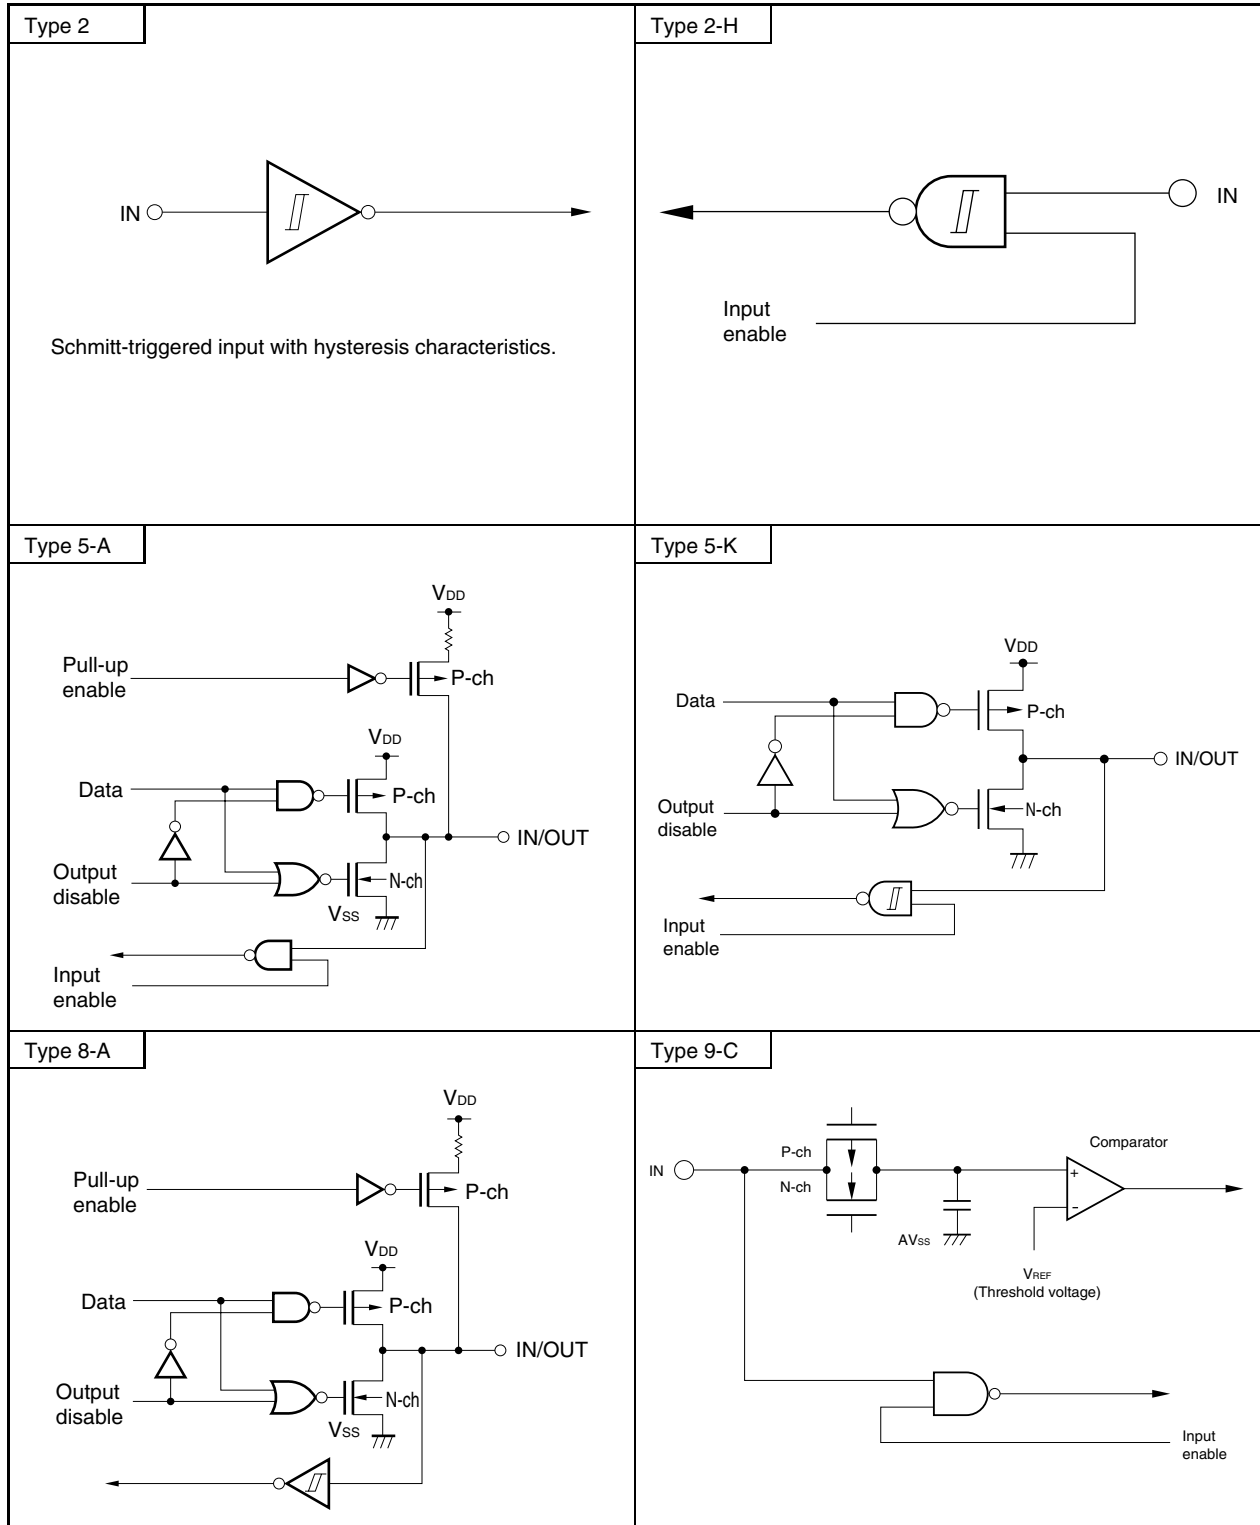 Type 2
IN
Schmitt-triggered input with hysteresis characteristics.
Type 2-H
IN
Input
enable
Type 5-A
VDD
Pull-up
enable
P-ch
VDD
Data
P-ch
IN/OUT
Output
disable
N-ch
VSS
Input
enable
Type 5-K
VDD
Data
P-ch
IN/OUT
Output
disable
N-ch
Input
enable
Type 8-A
VDD
Pull-up
enable
P-ch
VDD
Data
P-ch
IN/OUT
Output
disable
N-ch
VSS
Type 9-C
Comparator
P-ch
IN
N-ch
+
-
AVSS
VREF
(Threshold voltage)
Input
enable